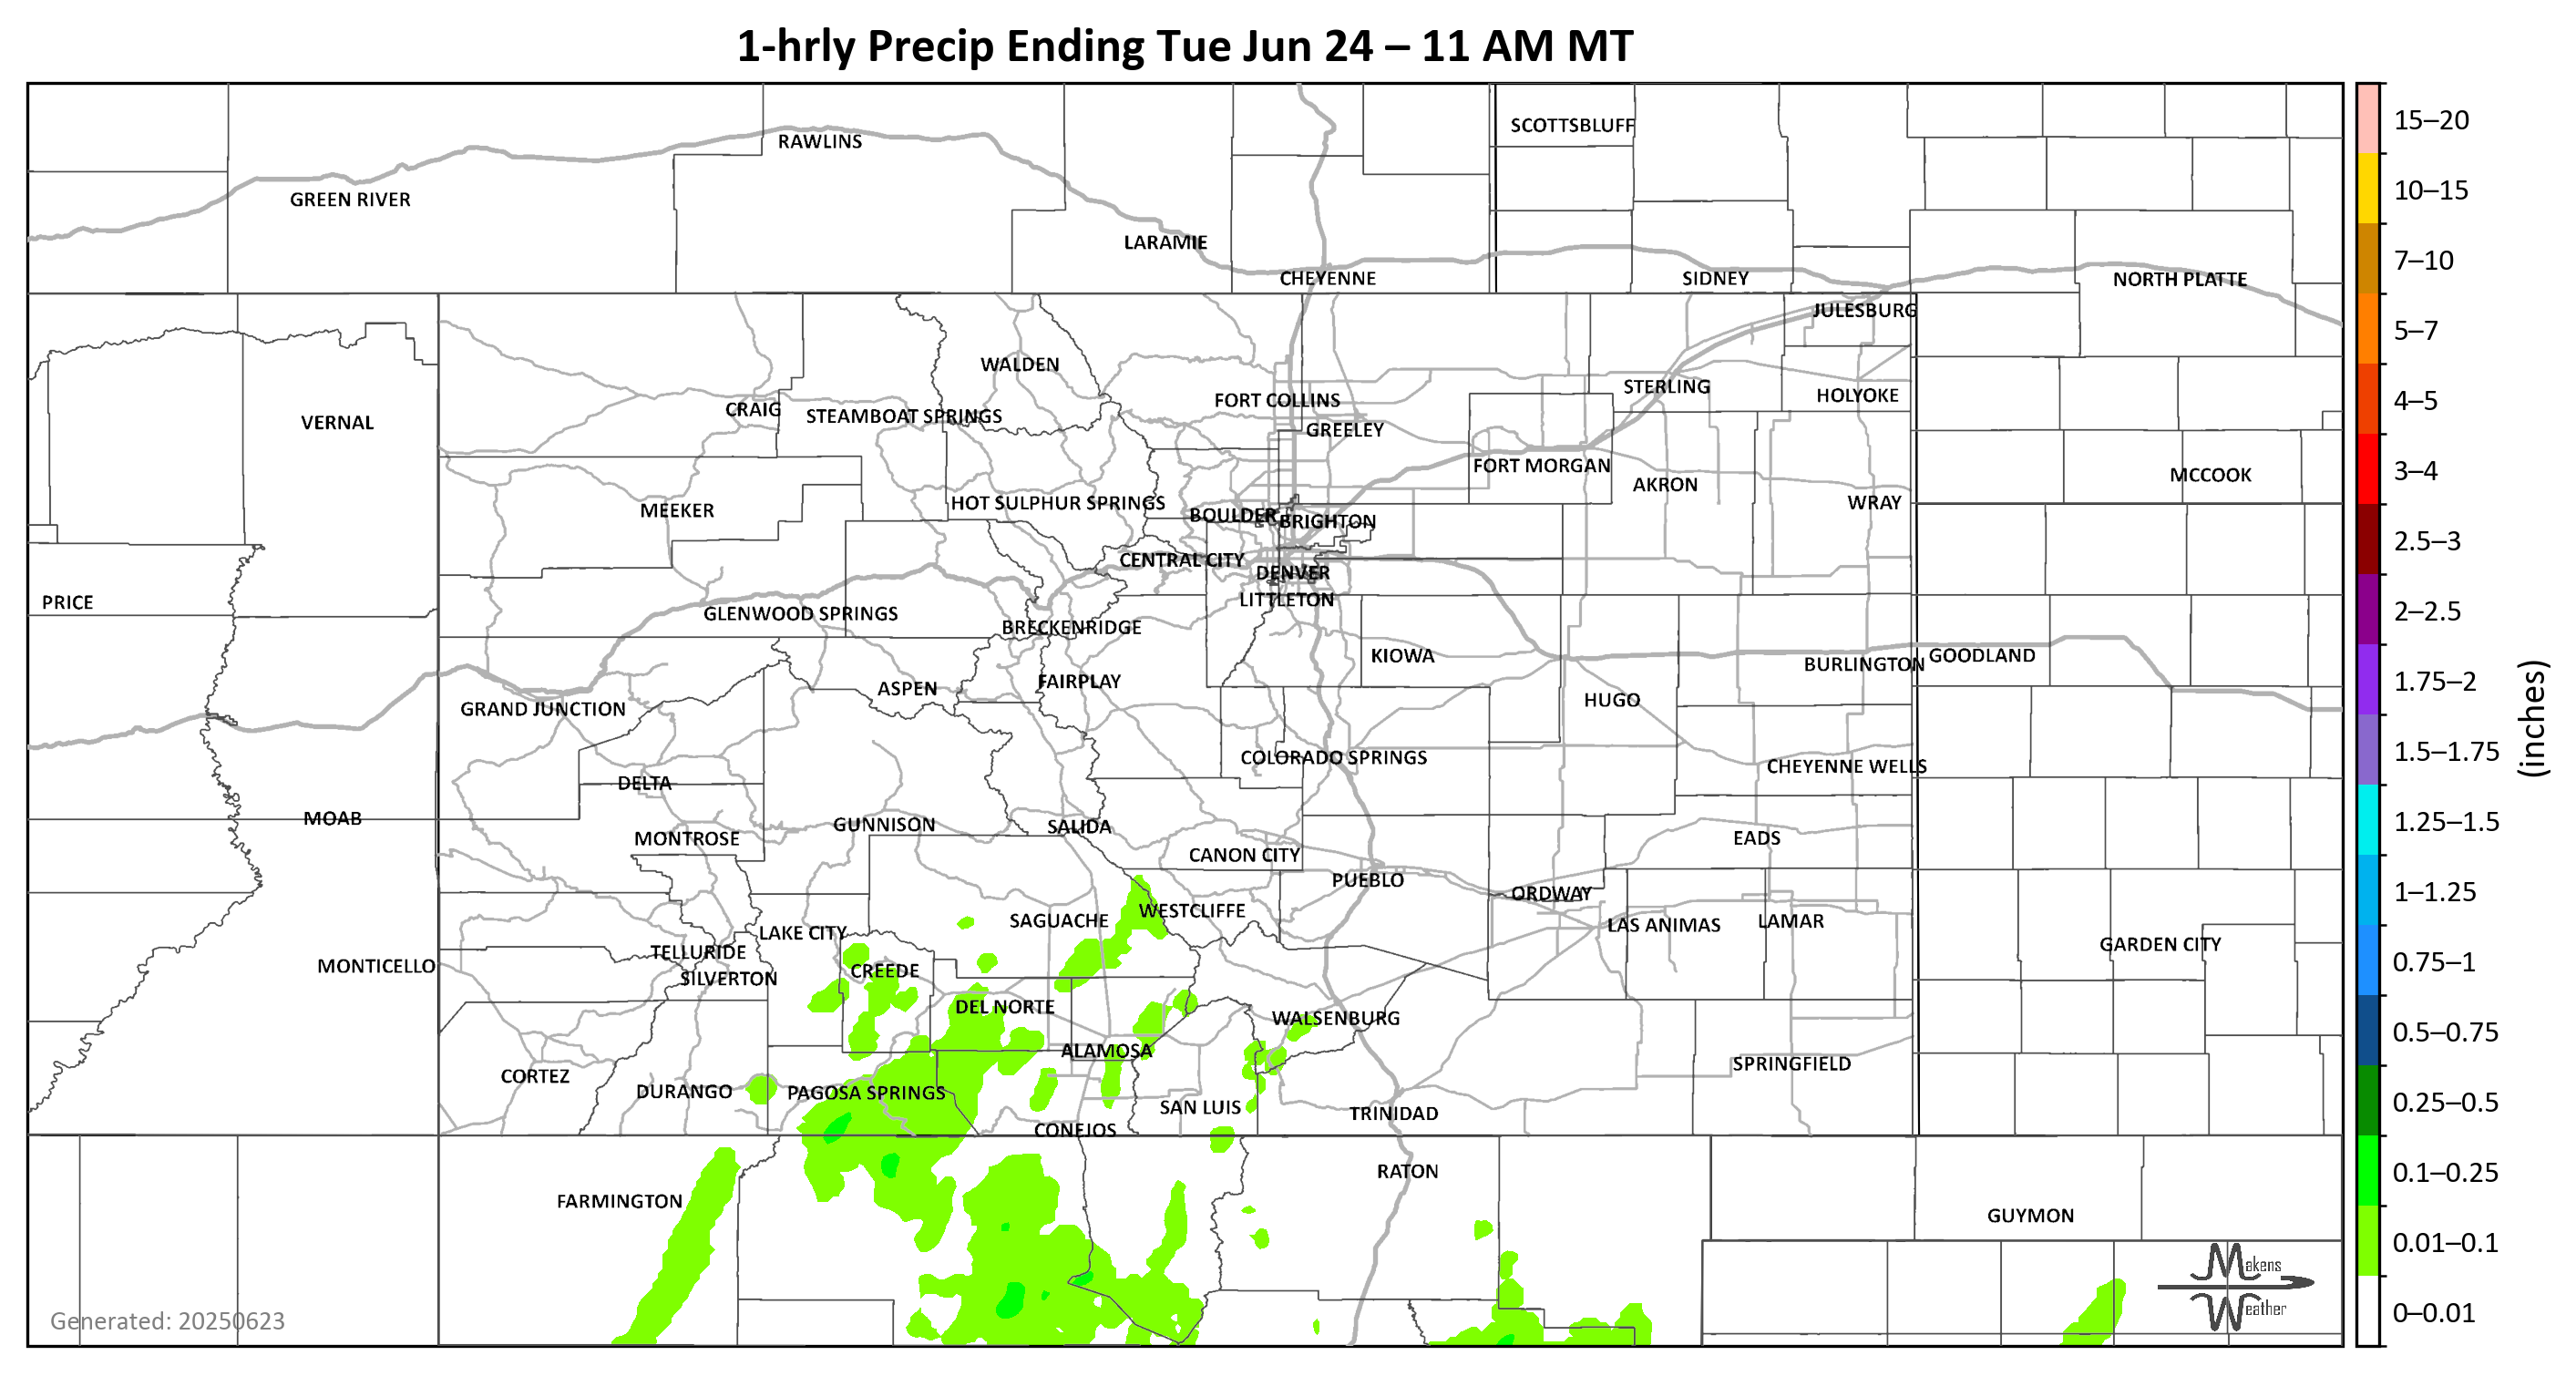 1-hrly Precip Ending Tue Jun 24 – 11 AM MT
RAWLINS
SCOTTSBLUFF
GREEN RIVER
LARAMIE
CHEYENNE
SIDNEY
NORTH PLATTE
JULESBURG
WALDEN
STERLING
HOLYOKE
FORT COLLINS
CRAIG
STEAMBOAT SPRINGS
VERNAL
GREELEY
FORT MORGAN
MCCOOK
AKRON
WRAY
HOT SULPHUR SPRINGS
MEEKER
BOULDER
BRIGHTON
CENTRAL CITY
DENVER
LITTLETON
PRICE
GLENWOOD SPRINGS
BRECKENRIDGE
KIOWA
BURLINGTON
GOODLAND
FAIRPLAY
ASPEN
HUGO
GRAND JUNCTION
COLORADO SPRINGS
CHEYENNE WELLS
DELTA
MOAB
GUNNISON
SALIDA
MONTROSE
EADS
CANON CITY
PUEBLO
ORDWAY
WESTCLIFFE
SAGUACHE
LAS ANIMAS
LAMAR
LAKE CITY
GARDEN CITY
TELLURIDE
MONTICELLO
CREEDE
SILVERTON
DEL NORTE
WALSENBURG
ALAMOSA
SPRINGFIELD
CORTEZ
DURANGO
PAGOSA SPRINGS
SAN LUIS
TRINIDAD
CONEJOS
RATON
FARMINGTON
GUYMON
Makens
Weather
Generated: 20250623
15–20
10–15
7–10
5–7
4–5
3–4
2.5–3
2–2.5
1.75–2
1.5–1.75
1.25–1.5
1–1.25
0.75–1
0.5–0.75
0.25–0.5
0.1–0.25
0.01–0.1
0–0.01
(inches)